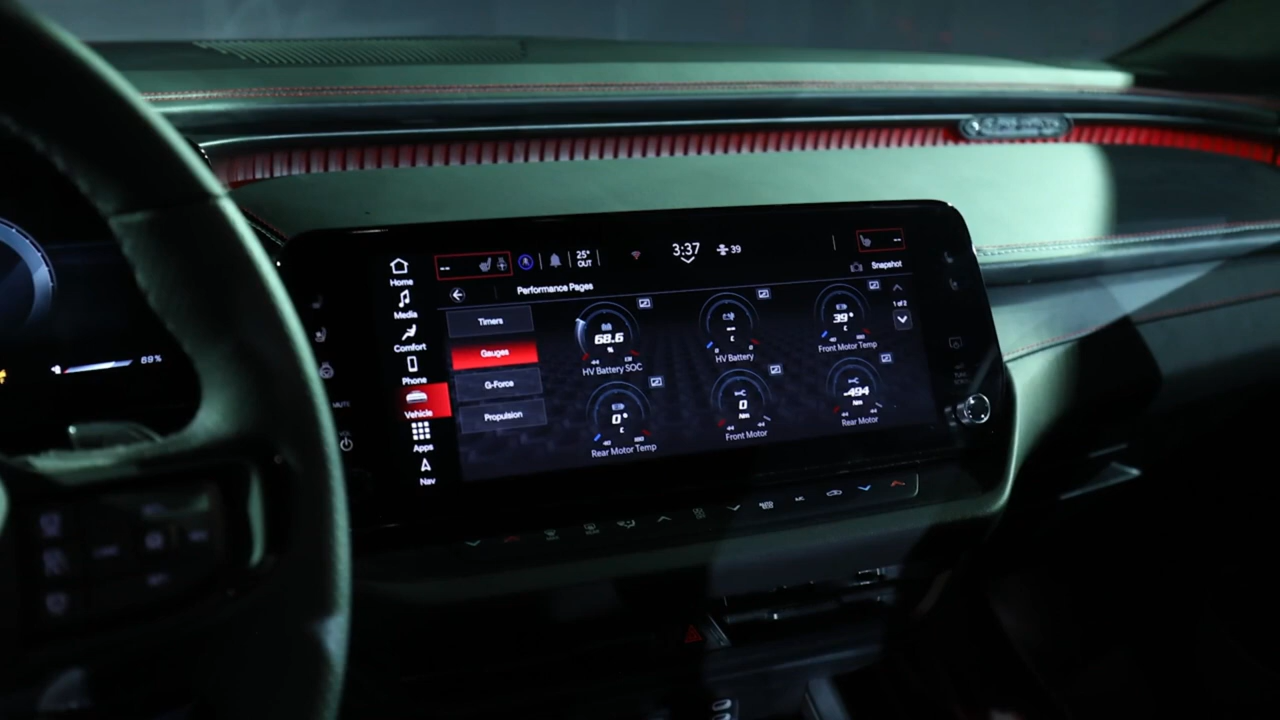 3:37
39
25°
OUT
--
--
Home
Performance Pages
Snapshot
Media
Timers
1 of 2
68.6
%
--
C
39°
C
Comfort
Gauges
HV Battery SOC
HV Battery
Front Motor Temp
69%
Phone
G-Force
0°
C
0
Nm
-494
Nm
Vehicle
Propulsion
Rear Motor Temp
Front Motor
Rear Motor
MUTE
Apps
Nav